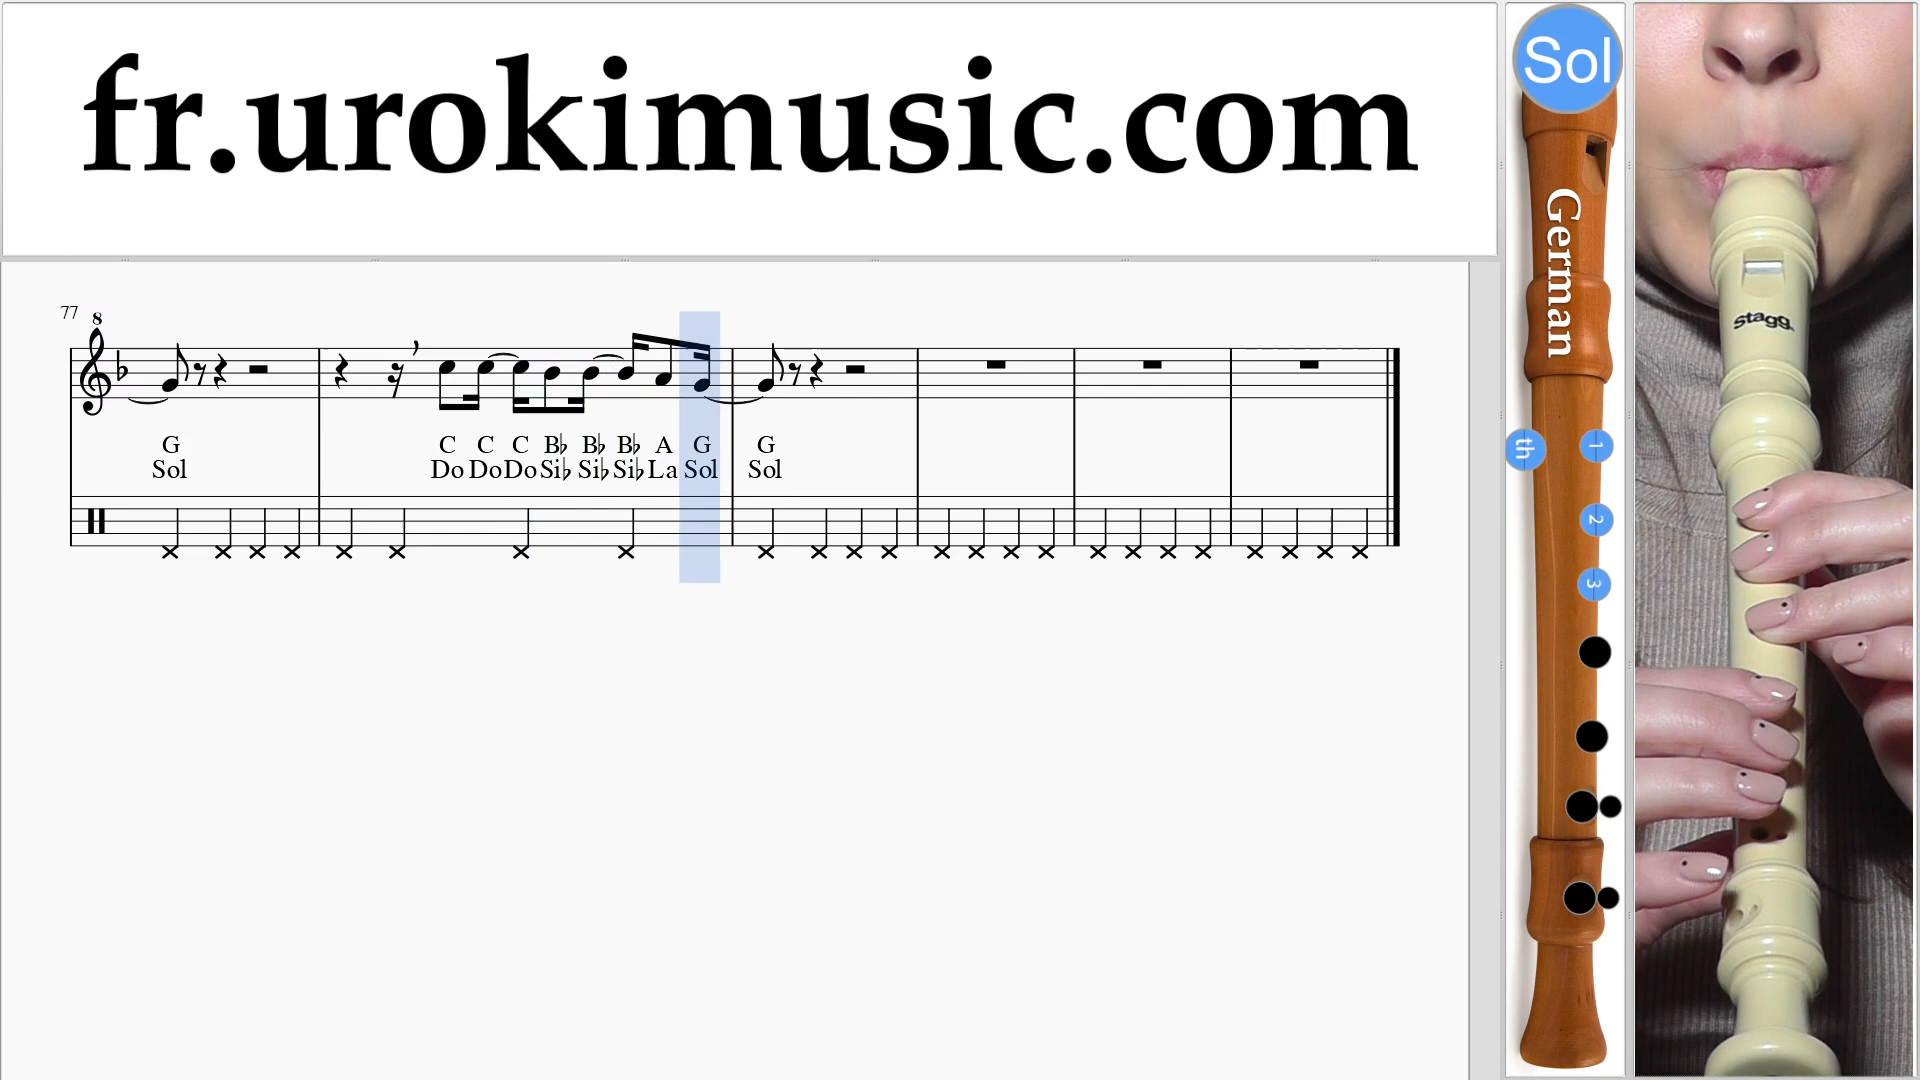 fr.urokimusic.com
77
8
G C C C B♭ B♭ B♭ A G G
Sol Do Do Do Si♭ Si♭ Si♭ La Sol Sol
Sol
German
th 1
2
3
Stagg